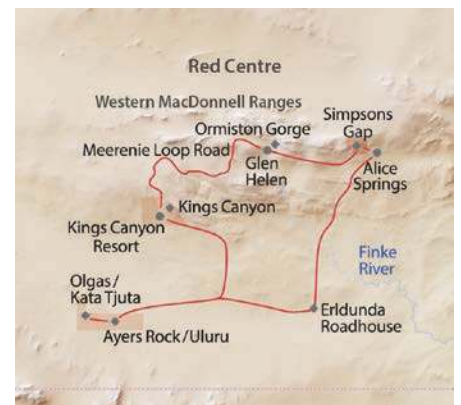 Red Centre
Western MacDonnell Ranges
Simpsons
Gap
Ormiston Gorge
Meerenie Loop Road
Glen
Helen
Alice
Springs
Kings Canyon
Kings Canyon
Resort
Finke
River
Olgas /
Kata Tjuta
Erldunda
Roadhouse
Ayers Rock/Uluru